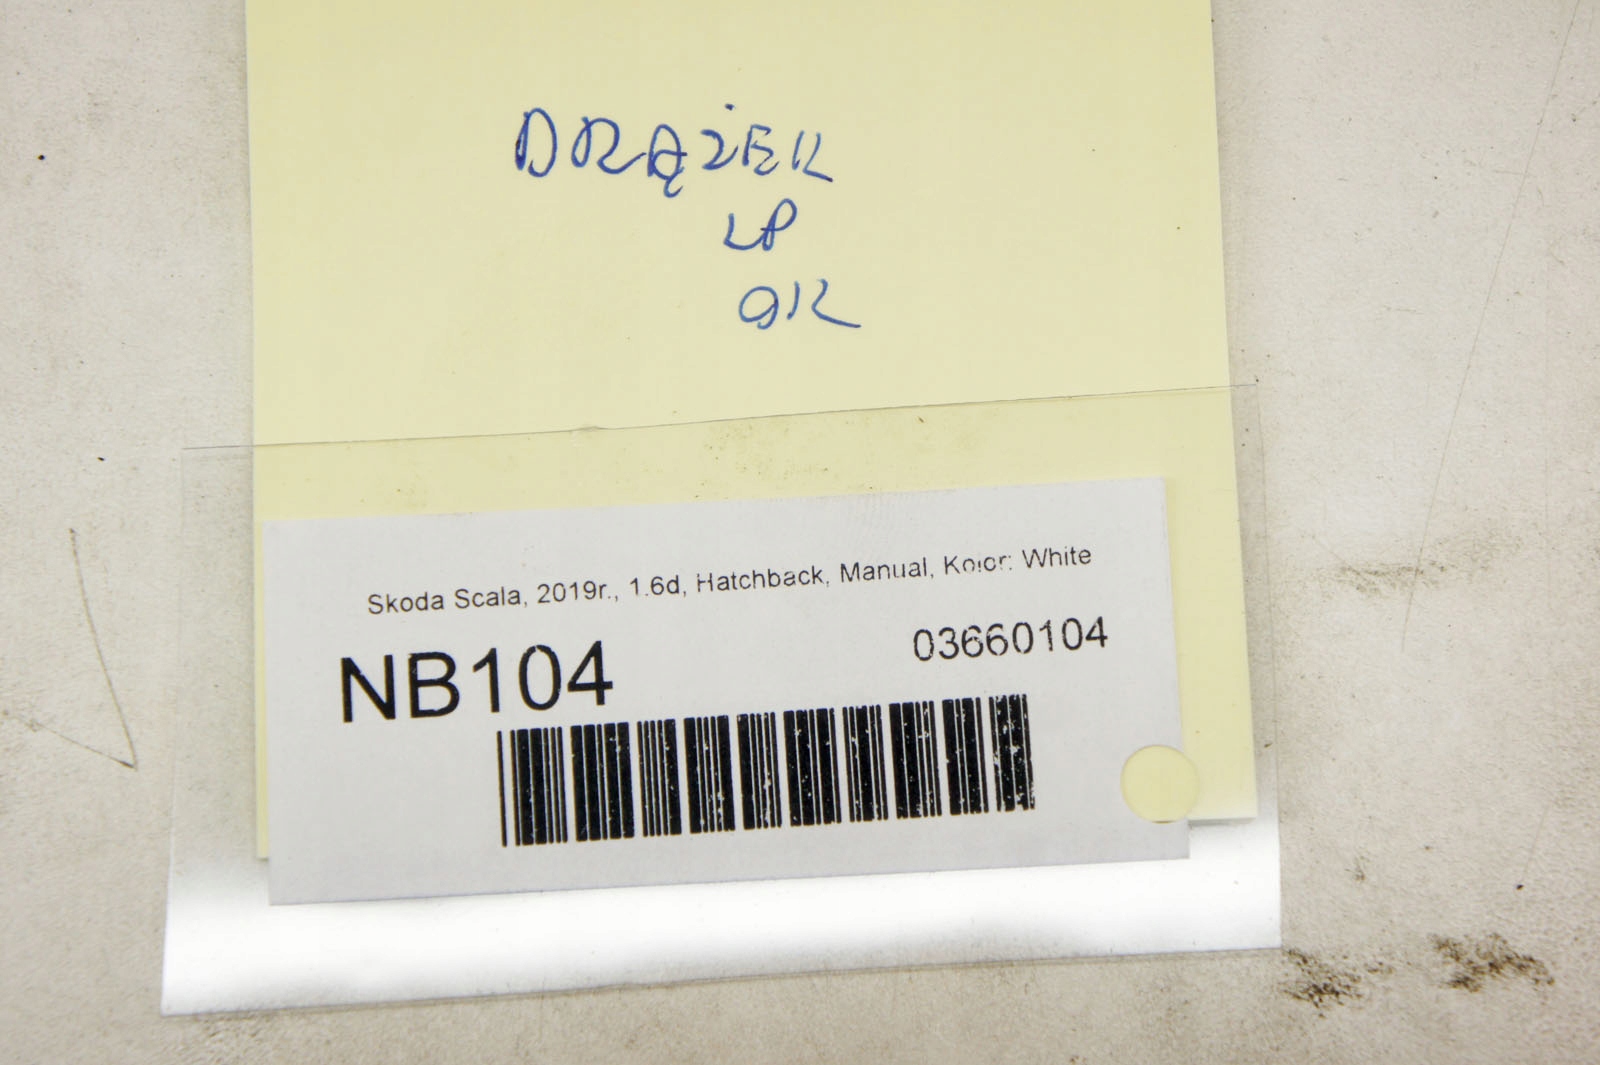 DRĄŻEK
LP
OK
Skoda Scala, 2019r., 1.6d, Hatchback, Manual, Kolor: White
NB104
03660104